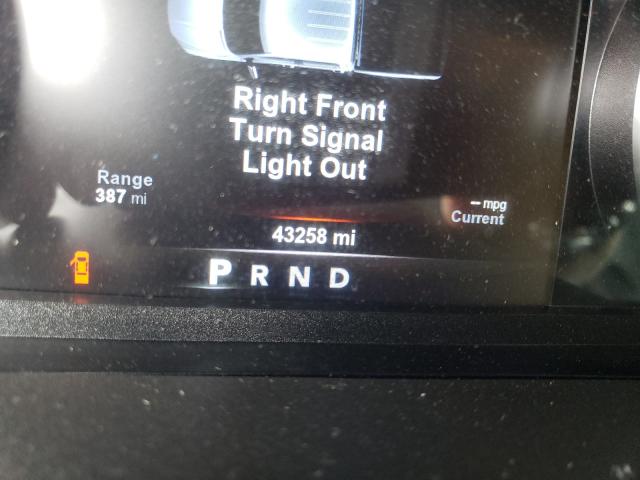 Right Front
Turn Signal
Light Out
Range
387 mi
-- mpg
Current
43258 mi
P R N D